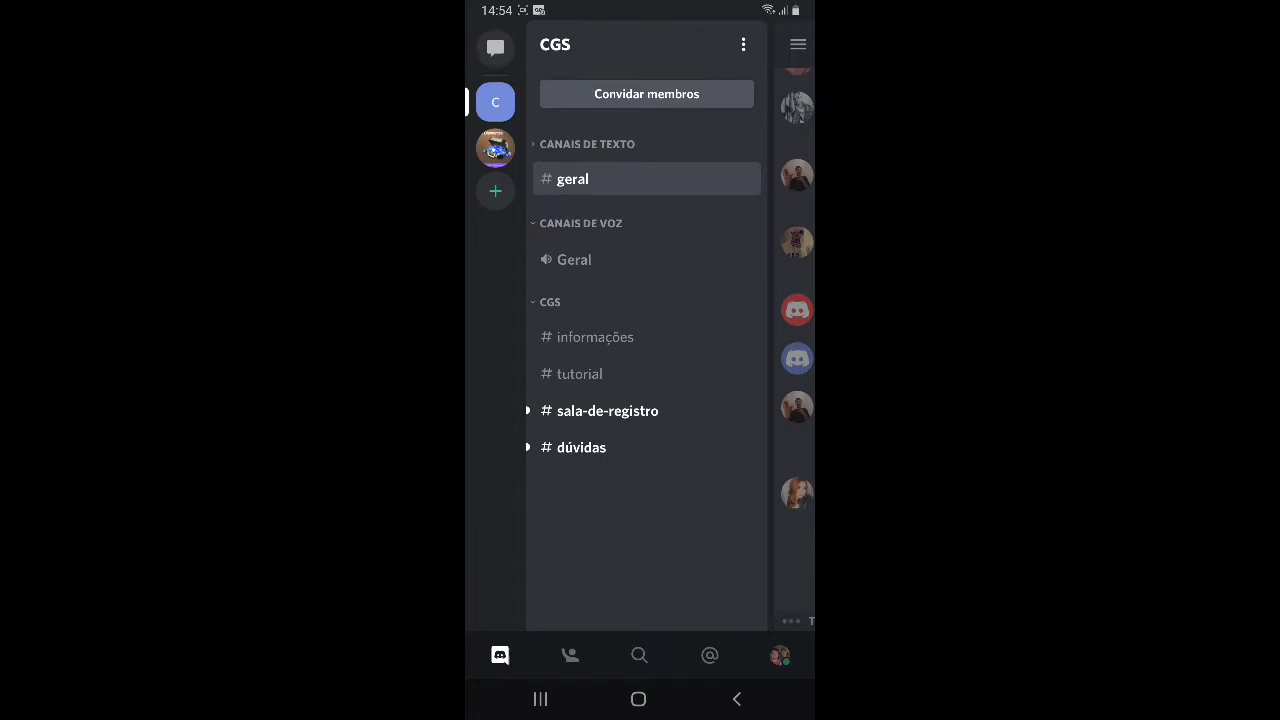 14:54
CGS
Convidar membros
C
CANAIS DE TEXTO
# geral
CANAIS DE VOZ
Geral
CGS
# informações
# tutorial
# sala-de-registro
# dúvidas
T